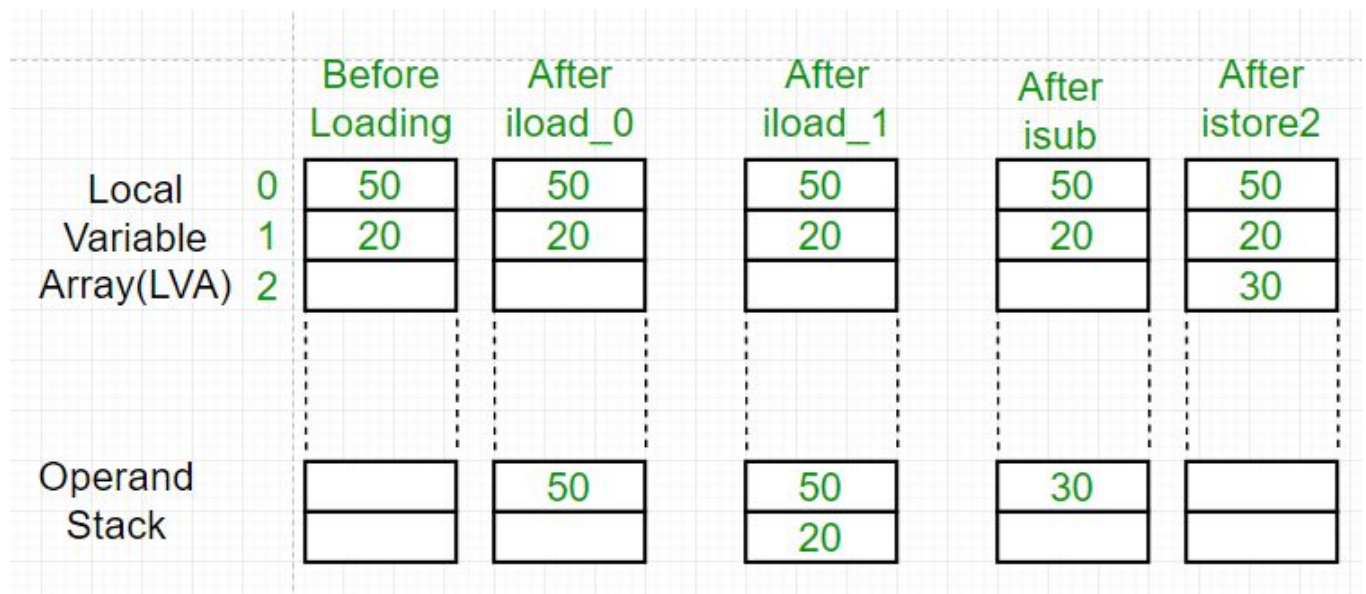 Before After After After After
Loading iload_0 iload_1 isub istore2
Local 0 50 50 50 50 50
Variable 1 20 20 20 20 20
Array(LVA) 2 30
Operand 50 50 30
Stack 20